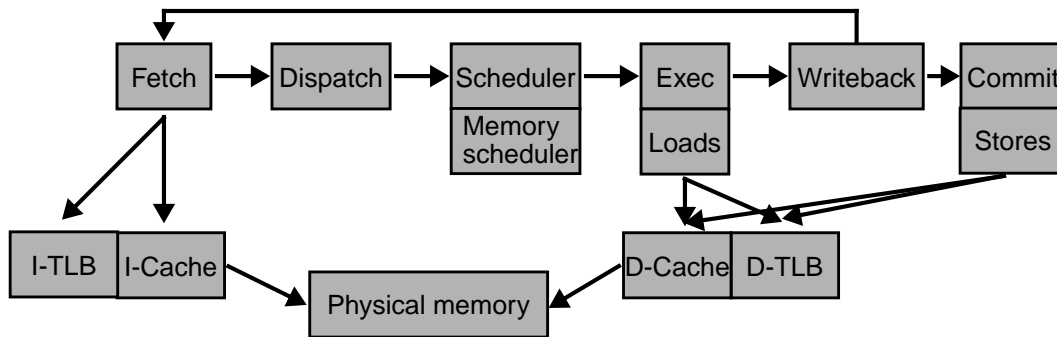 Fetch
Dispatch
Scheduler
Exec
Writeback
Commit
Memory
scheduler
Loads
Stores
I-TLB
I-Cache
D-Cache
D-TLB
Physical memory